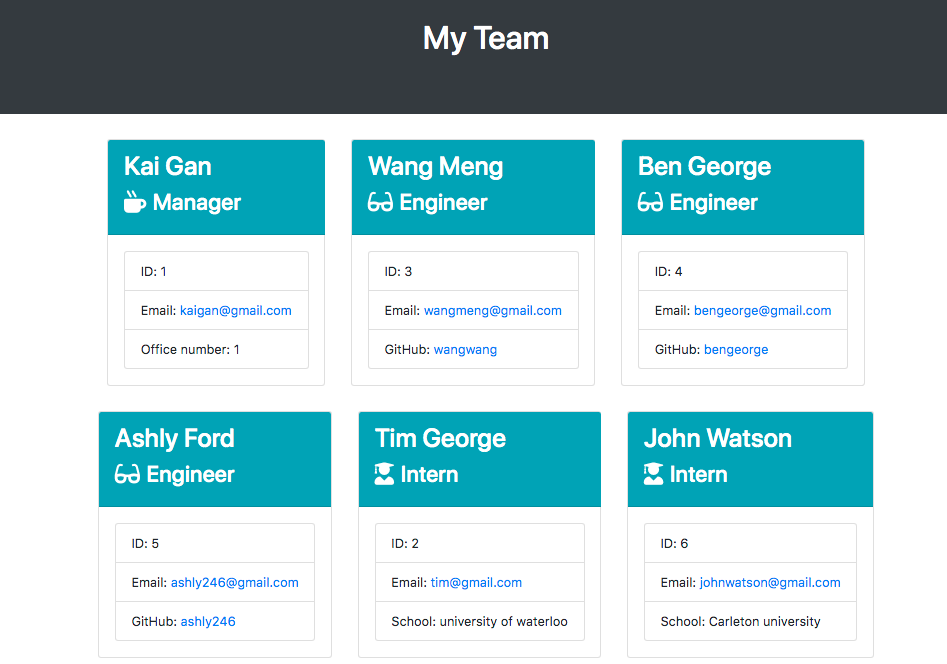 My Team
Kai Gan
Manager
ID: 1
Email: kaigan@gmail.com
Office number: 1
Wang Meng
Engineer
ID: 3
Email: wangmeng@gmail.com
GitHub: wangwang
Ben George
Engineer
ID: 4
Email: bengeorge@gmail.com
GitHub: bengeorge
Ashly Ford
Engineer
ID: 5
Email: ashly246@gmail.com
GitHub: ashly246
Tim George
Intern
ID: 2
Email: tim@gmail.com
School: university of waterloo
John Watson
Intern
ID: 6
Email: johnwatson@gmail.com
School: Carleton university